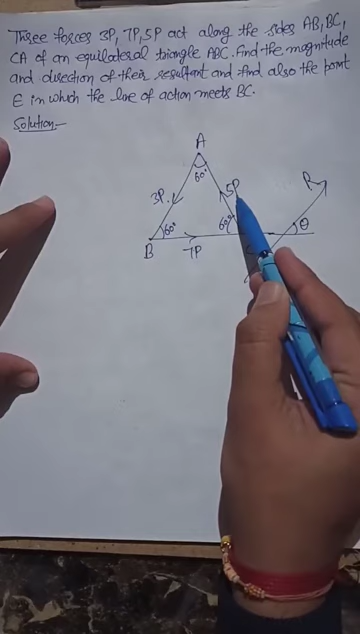 Three forces 3P, 7P, 5P act along the sides AB, BC,
CA of an equilateral triangle ABC. Find the magnitude
and direction of their resultant and find also the point
E in which the line of action meets BC.
Solution:-
A
60°
3P
5P
R
60°
60°
θ
B
7P